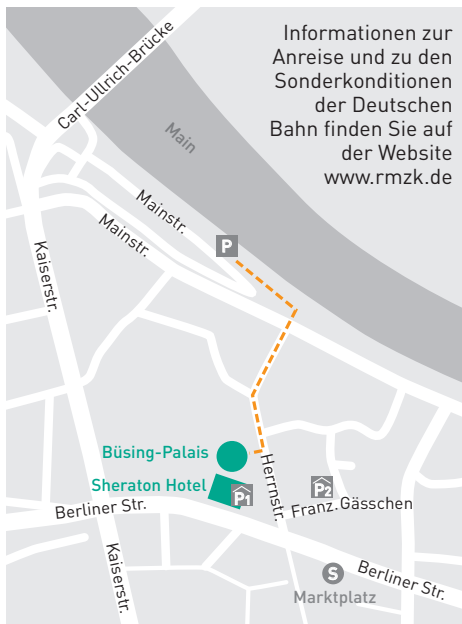 Informationen zur
Anreise und zu den
Sonderkonditionen
der Deutschen
Bahn finden Sie auf
der Website
www.rmzk.de
Carl-Ullrich-Brücke
Main
Mainstr.
Mainstr.
P
Kaiserstr.
Büsing-Palais
Sheraton Hotel
P1
Herrnstr.
P2
Franz. Gässchen
Berliner Str.
Kaiserstr.
S
Marktplatz
Berliner Str.